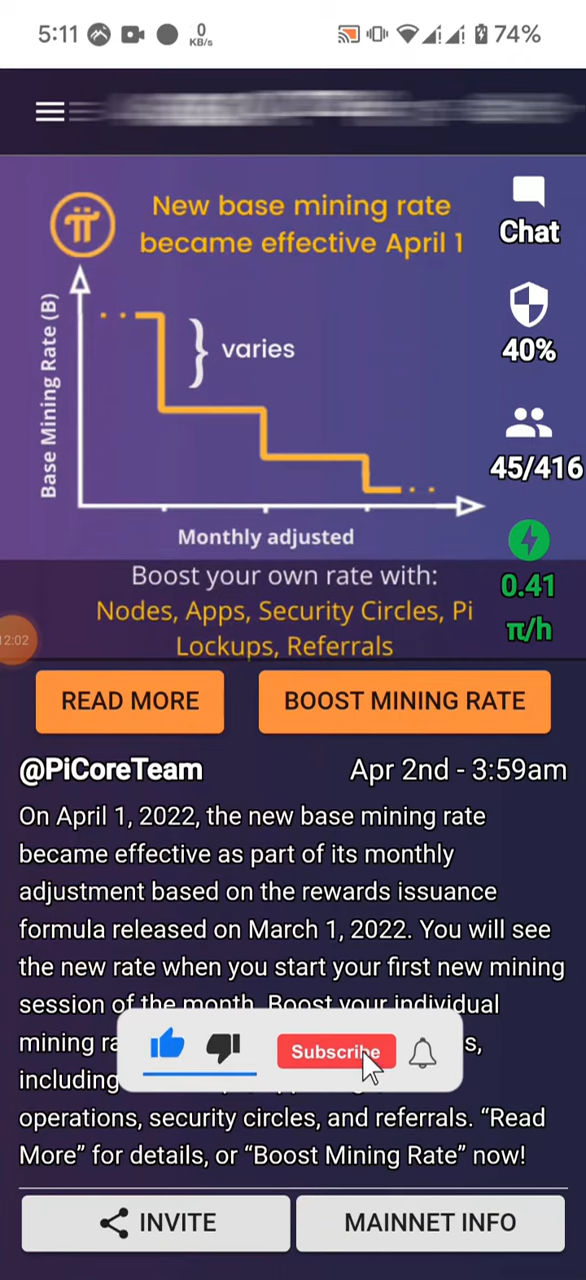 5:11 0 KB/s 74%
New base mining rate
became effective April 1
Chat
Base Mining Rate (B)
varies
40%
45/416
Monthly adjusted
0.41
π/h
Boost your own rate with:
Nodes, Apps, Security Circles, Pi
Lockups, Referrals
12:02
READ MORE BOOST MINING RATE
@PiCoreTeam Apr 2nd - 3:59am
On April 1, 2022, the new base mining rate
became effective as part of its monthly
adjustment based on the rewards issuance
formula released on March 1, 2022. You will see
the new rate when you start your first new mining
session of the month. Boost your individual
mining
Subscribe
including
operations, security circles, and referrals. “Read
More” for details, or “Boost Mining Rate” now!
INVITE MAINNET INFO